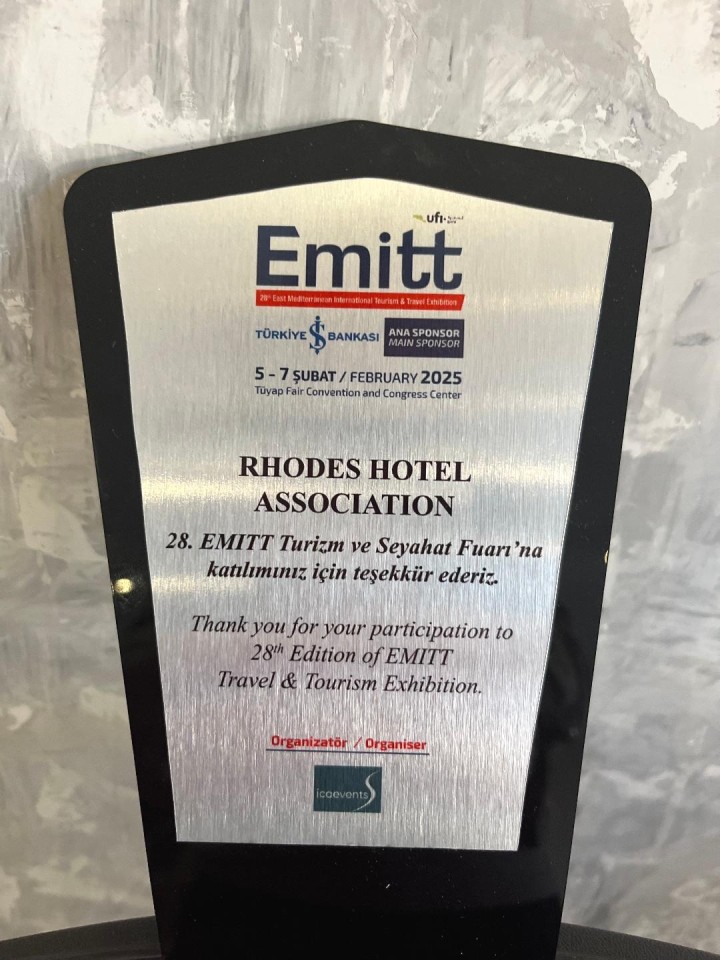 ufi
Emitt
28th East Mediterranean International Tourism & Travel Exhibition
TÜRKİYE İŞ BANKASI
ANA SPONSOR
MAIN SPONSOR
5 - 7 ŞUBAT / FEBRUARY 2025
Tüyap Fair Convention and Congress Center
RHODES HOTEL
ASSOCIATION
28. EMITT Turizm ve Seyahat Fuarı'na
katılımınız için teşekkür ederiz.
Thank you for your participation to
28th Edition of EMITT
Travel & Tourism Exhibition.
Organizatör / Organiser
icaevents